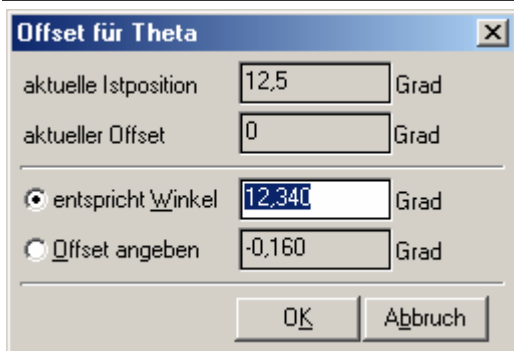 Offset für Theta
aktuelle Istposition 12,5 Grad
aktueller Offset 0 Grad
entspricht Winkel 12,340 Grad
Offset angeben -0,160 Grad
OK Abbruch